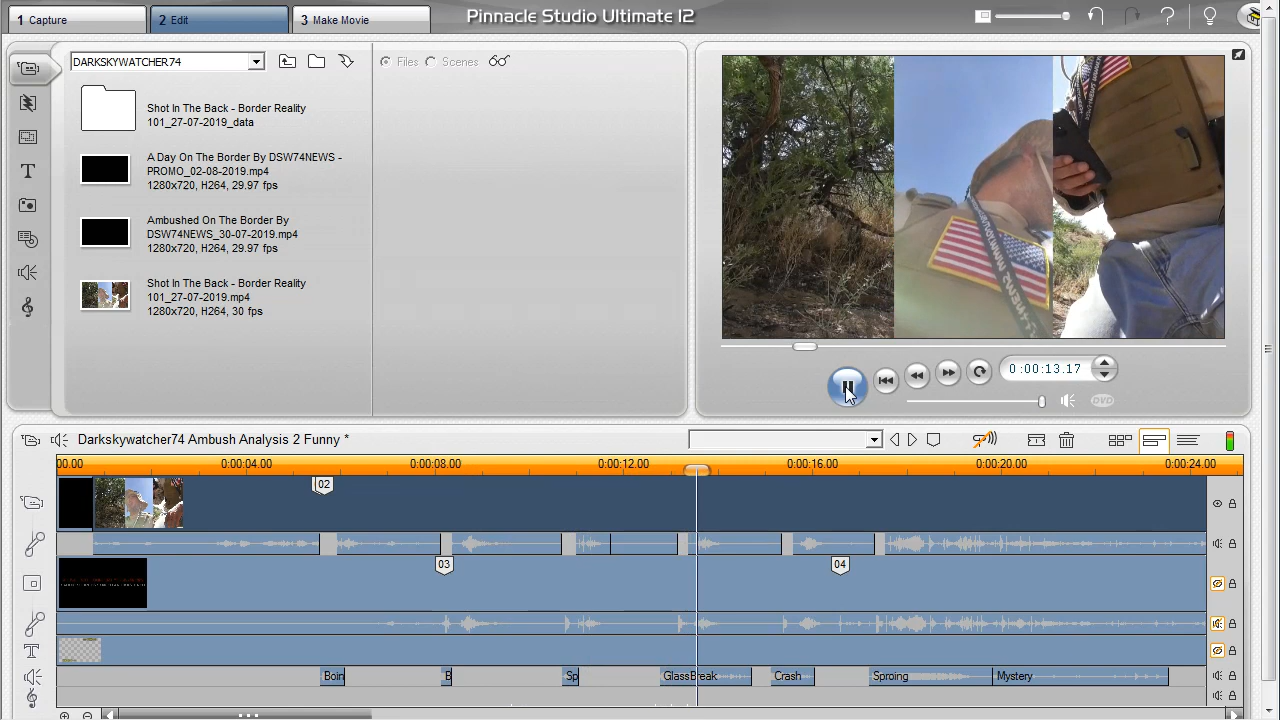 1 Capture
2 Edit
3 Make Movie
Pinnacle Studio Ultimate 12
DARKSKYWATCHER74
Files
Scenes
Shot In The Back - Border Reality
101_27-07-2019_data
A Day On The Border By DSW74NEWS -
PROMO_02-08-2019.mp4
1280x720, H264, 29.97 fps
Ambushed On The Border By
DSW74NEWS_30-07-2019.mp4
1280x720, H264, 29.97 fps
Shot In The Back - Border Reality
101_27-07-2019.mp4
1280x720, H264, 30 fps
0:00:13.17
DVD
Darkskywatcher74 Ambush Analysis 2 Funny *
00.00
0:00:04.00
0:00:08.00
0:00:12.00
0:00:16.00
0:00:20.00
0:00:24.00
02
03
04
Boin
B
Sp
GlassBreak
Crash
Sproing
Mystery